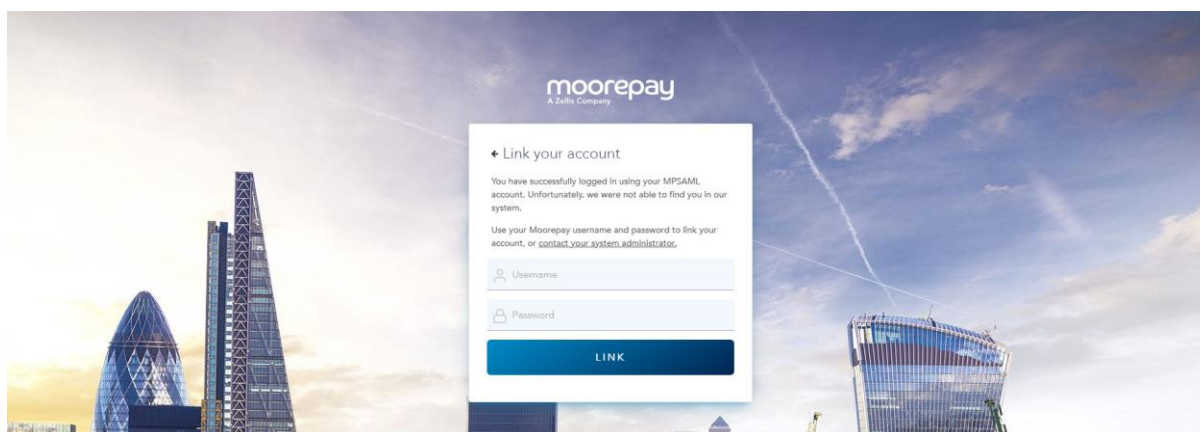 moorepay
A Zellis Company
← Link your account
You have successfully logged in using your MPSAML
account. Unfortunately, we were not able to find you in our
system.
Use your Moorepay username and password to link your
account, or contact your system administrator.
Username
Password
LINK